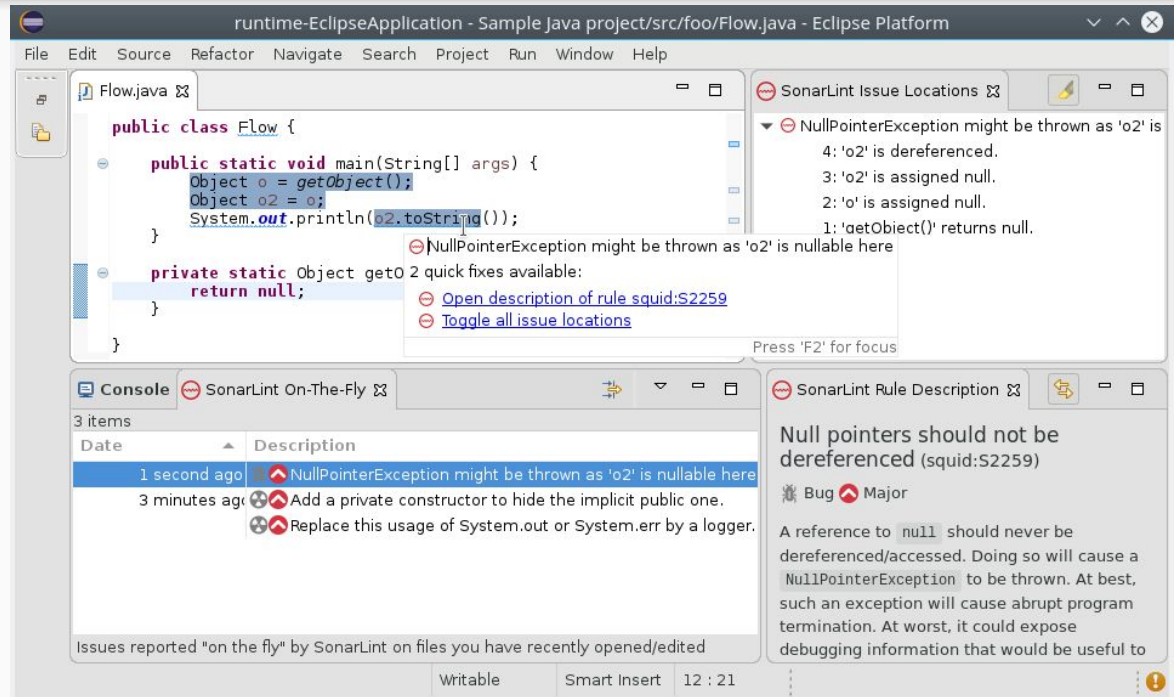 runtime-EclipseApplication - Sample Java project/src/foo/Flow.java - Eclipse Platform
File Edit Source Refactor Navigate Search Project Run Window Help
Flow.java
public class Flow {
public static void main(String[] args) {
Object o = getObject();
Object o2 = o;
System.out.println(o2.toString());
}
private static Object getO
return null;
}
}
NullPointerException might be thrown as 'o2' is nullable here
2 quick fixes available:
Open description of rule squid:S2259
Toggle all issue locations
Press 'F2' for focus
SonarLint Issue Locations
NullPointerException might be thrown as 'o2' is
4: 'o2' is dereferenced.
3: 'o2' is assigned null.
2: 'o' is assigned null.
1: 'getObject()' returns null.
Console SonarLint On-The-Fly
3 items
Date Description
1 second ago NullPointerException might be thrown as 'o2' is nullable here
3 minutes ago Add a private constructor to hide the implicit public one.
Replace this usage of System.out or System.err by a logger.
Issues reported "on the fly" by SonarLint on files you have recently opened/edited
SonarLint Rule Description
Null pointers should not be
dereferenced (squid:S2259)
Bug Major
A reference to null should never be
dereferenced/accessed. Doing so will cause a
NullPointerException to be thrown. At best,
such an exception will cause abrupt program
termination. At worst, it could expose
debugging information that would be useful to
Writable Smart Insert 12 : 21